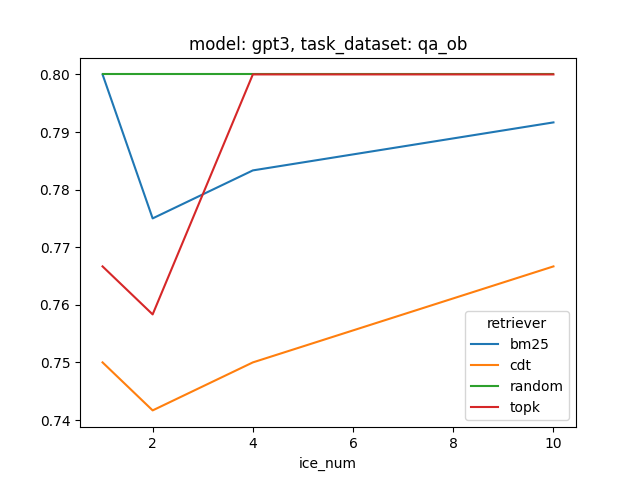 model: gpt3, task_dataset: qa_ob
0.80
0.79
0.78
0.77
0.76
0.75
0.74
2
4
6
8
10
ice_num
retriever
bm25
cdt
random
topk